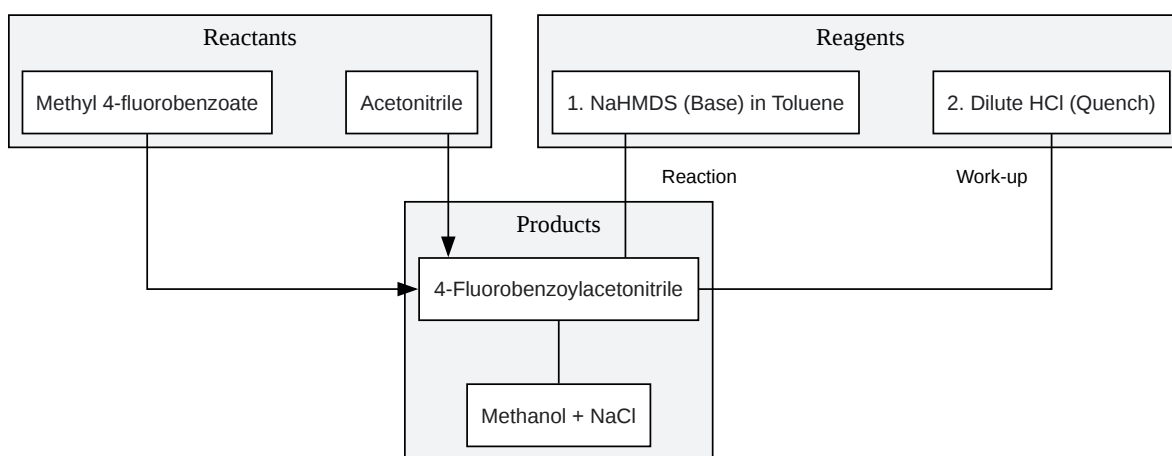 Reactants
Reagents
Methyl 4-fluorobenzoate
Acetonitrile
1. NaHMDS (Base) in Toluene
2. Dilute HCl (Quench)
Reaction
Work-up
Products
4-Fluorobenzoylacetonitrile
Methanol + NaCl